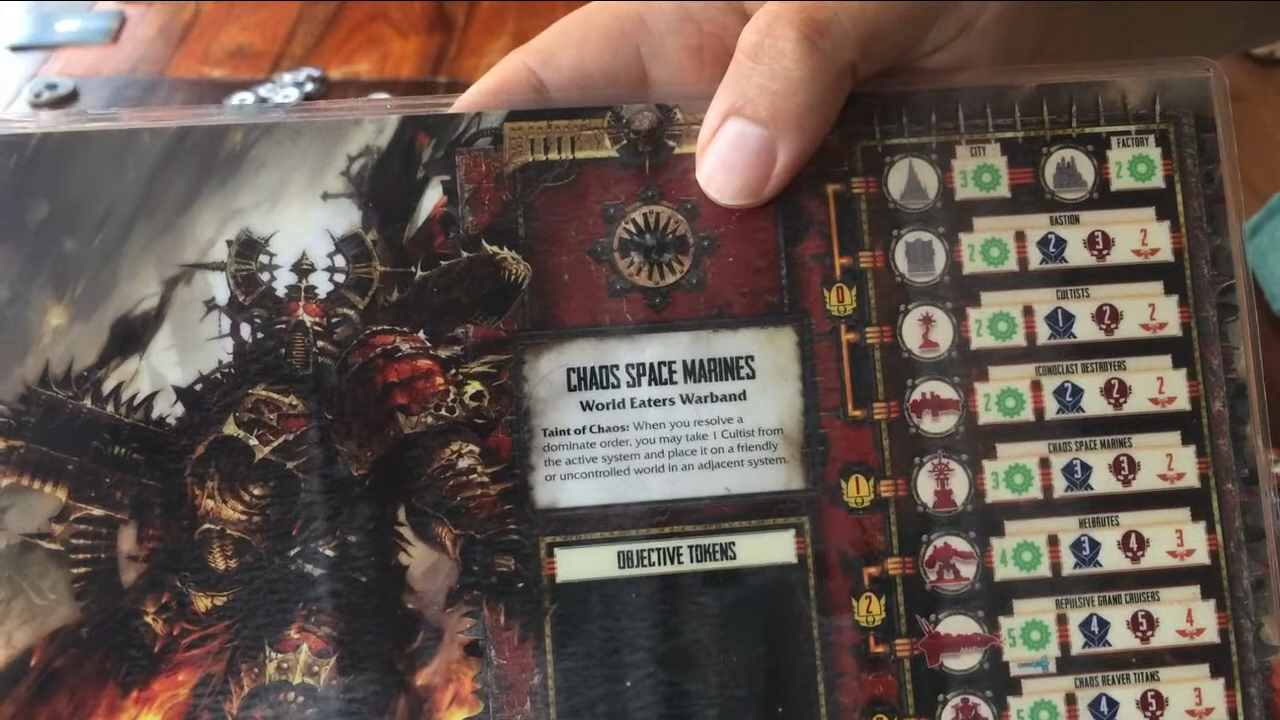 CHAOS SPACE MARINES
World Eaters Warband
Taint of Chaos: When you resolve a
dominate order, you may take 1 Cultist from
the active system and place it on a friendly
or uncontrolled world in an adjacent system.
OBJECTIVE TOKENS
0
1
2
CITY
3
FACTORY
2
BASTION
2 2 3 2
CULTISTS
2 1 2 2
ICONOCLAST DESTROYERS
2 2 2 2
CHAOS SPACE MARINES
3 3 3 2
HELBRUTES
4 3 4 3
REPULSIVE GRAND CRUISERS
5 4 5 4
CHAOS REAVER TITANS
5 4 5 3